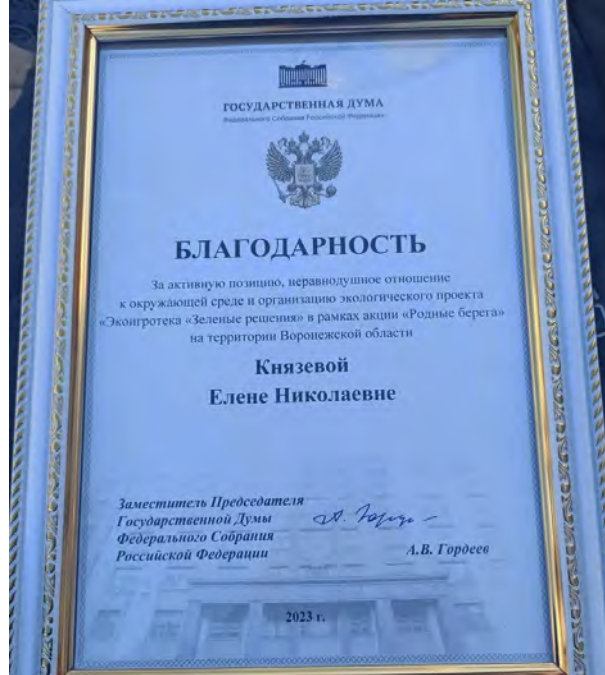 ГОСУДАРСТВЕННАЯ ДУМА
Федерального Собрания Российской Федерации
БЛАГОДАРНОСТЬ
За активную позицию, неравнодушное отношение
к окружающей среде и организацию экологического проекта
«Экоигротека «Зеленые решения» в рамках акции «Родные берега»
на территории Воронежской области
Князевой
Елене Николаевне
Заместитель Председателя
Государственной Думы
Федерального Собрания
Российской Федерации
А.В. Гордеев
2023 г.